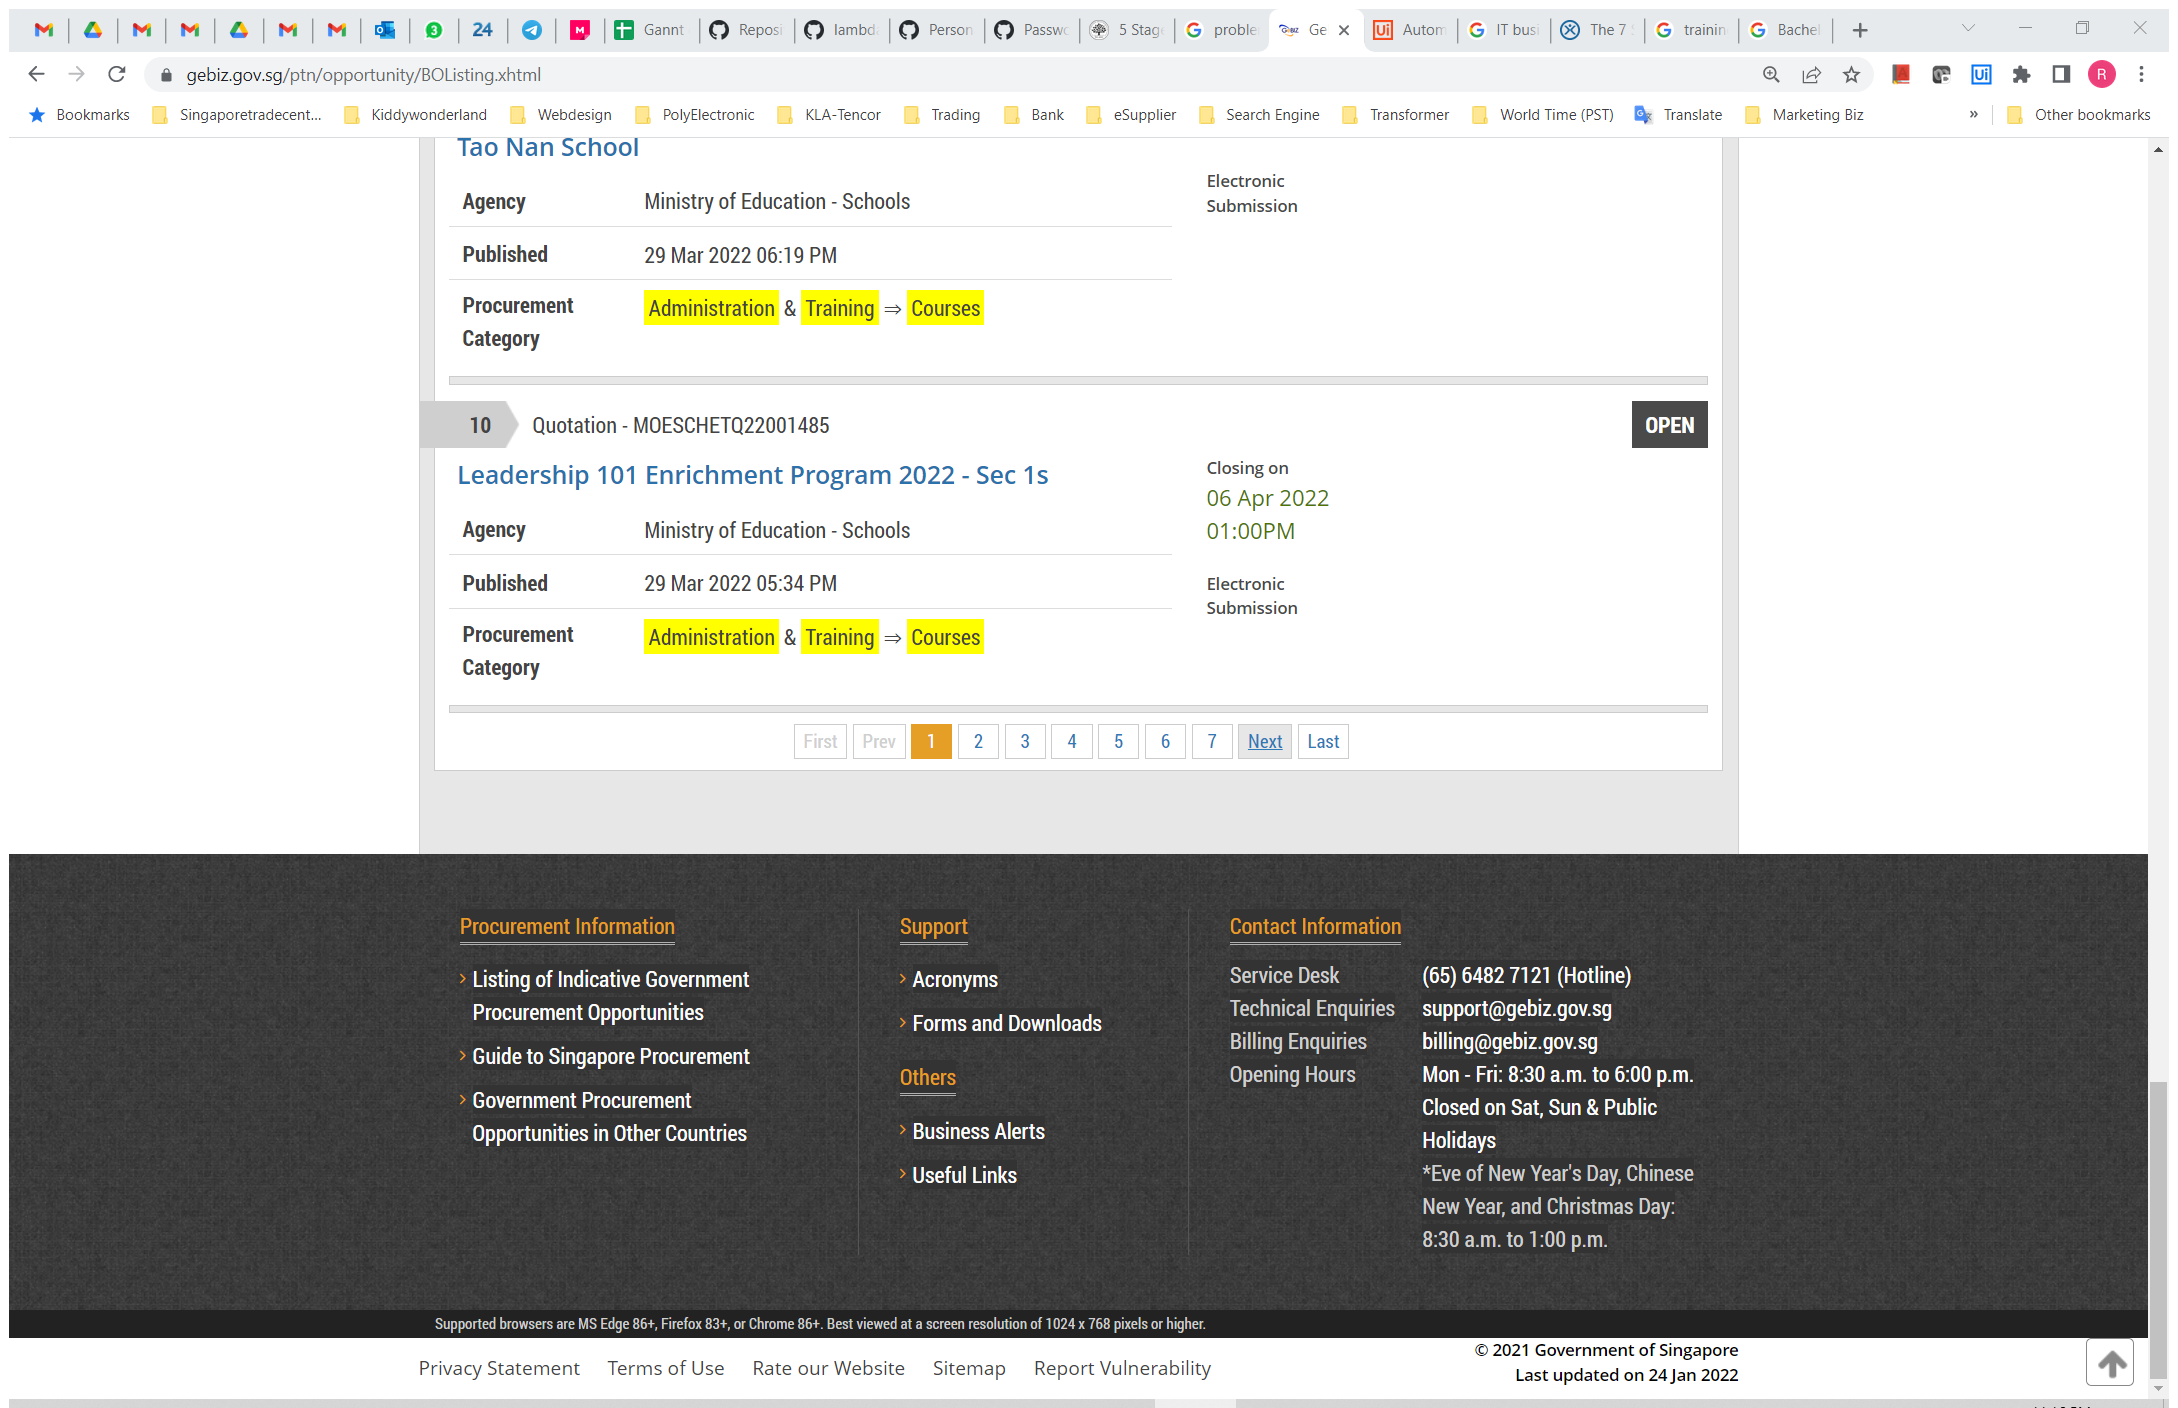 3
24
Gannt
Reposi
lambd
Person
Passwo
5 Stag
proble
Ge
Autom
IT busi
The 7
trainin
Bachel
gebiz.gov.sg/ptn/opportunity/BOListing.xhtml
R
Bookmarks
Singaporetradecent...
Kiddywonderland
Webdesign
PolyElectronic
KLA-Tencor
Trading
Bank
eSupplier
Search Engine
Transformer
World Time (PST)
Translate
Marketing Biz
»
Other bookmarks
Tao Nan School
Agency Ministry of Education - Schools
Published 29 Mar 2022 06:19 PM
Procurement Category Administration & Training ⇒ Courses
Electronic
Submission
10 Quotation - MOESCHETQ22001485
OPEN
Leadership 101 Enrichment Program 2022 - Sec 1s
Agency Ministry of Education - Schools
Published 29 Mar 2022 05:34 PM
Procurement Category Administration & Training ⇒ Courses
Closing on
06 Apr 2022
01:00PM
Electronic
Submission
First Prev 1 2 3 4 5 6 7 Next Last
Procurement Information
Listing of Indicative Government
Procurement Opportunities
Guide to Singapore Procurement
Government Procurement
Opportunities in Other Countries
Support
Acronyms
Forms and Downloads
Others
Business Alerts
Useful Links
Contact Information
Service Desk (65) 6482 7121 (Hotline)
Technical Enquiries support@gebiz.gov.sg
Billing Enquiries billing@gebiz.gov.sg
Opening Hours Mon - Fri: 8:30 a.m. to 6:00 p.m.
Closed on Sat, Sun & Public
Holidays
*Eve of New Year's Day, Chinese
New Year, and Christmas Day:
8:30 a.m. to 1:00 p.m.
Supported browsers are MS Edge 86+, Firefox 83+, or Chrome 86+. Best viewed at a screen resolution of 1024 x 768 pixels or higher.
Privacy Statement Terms of Use Rate our Website Sitemap Report Vulnerability
© 2021 Government of Singapore
Last updated on 24 Jan 2022